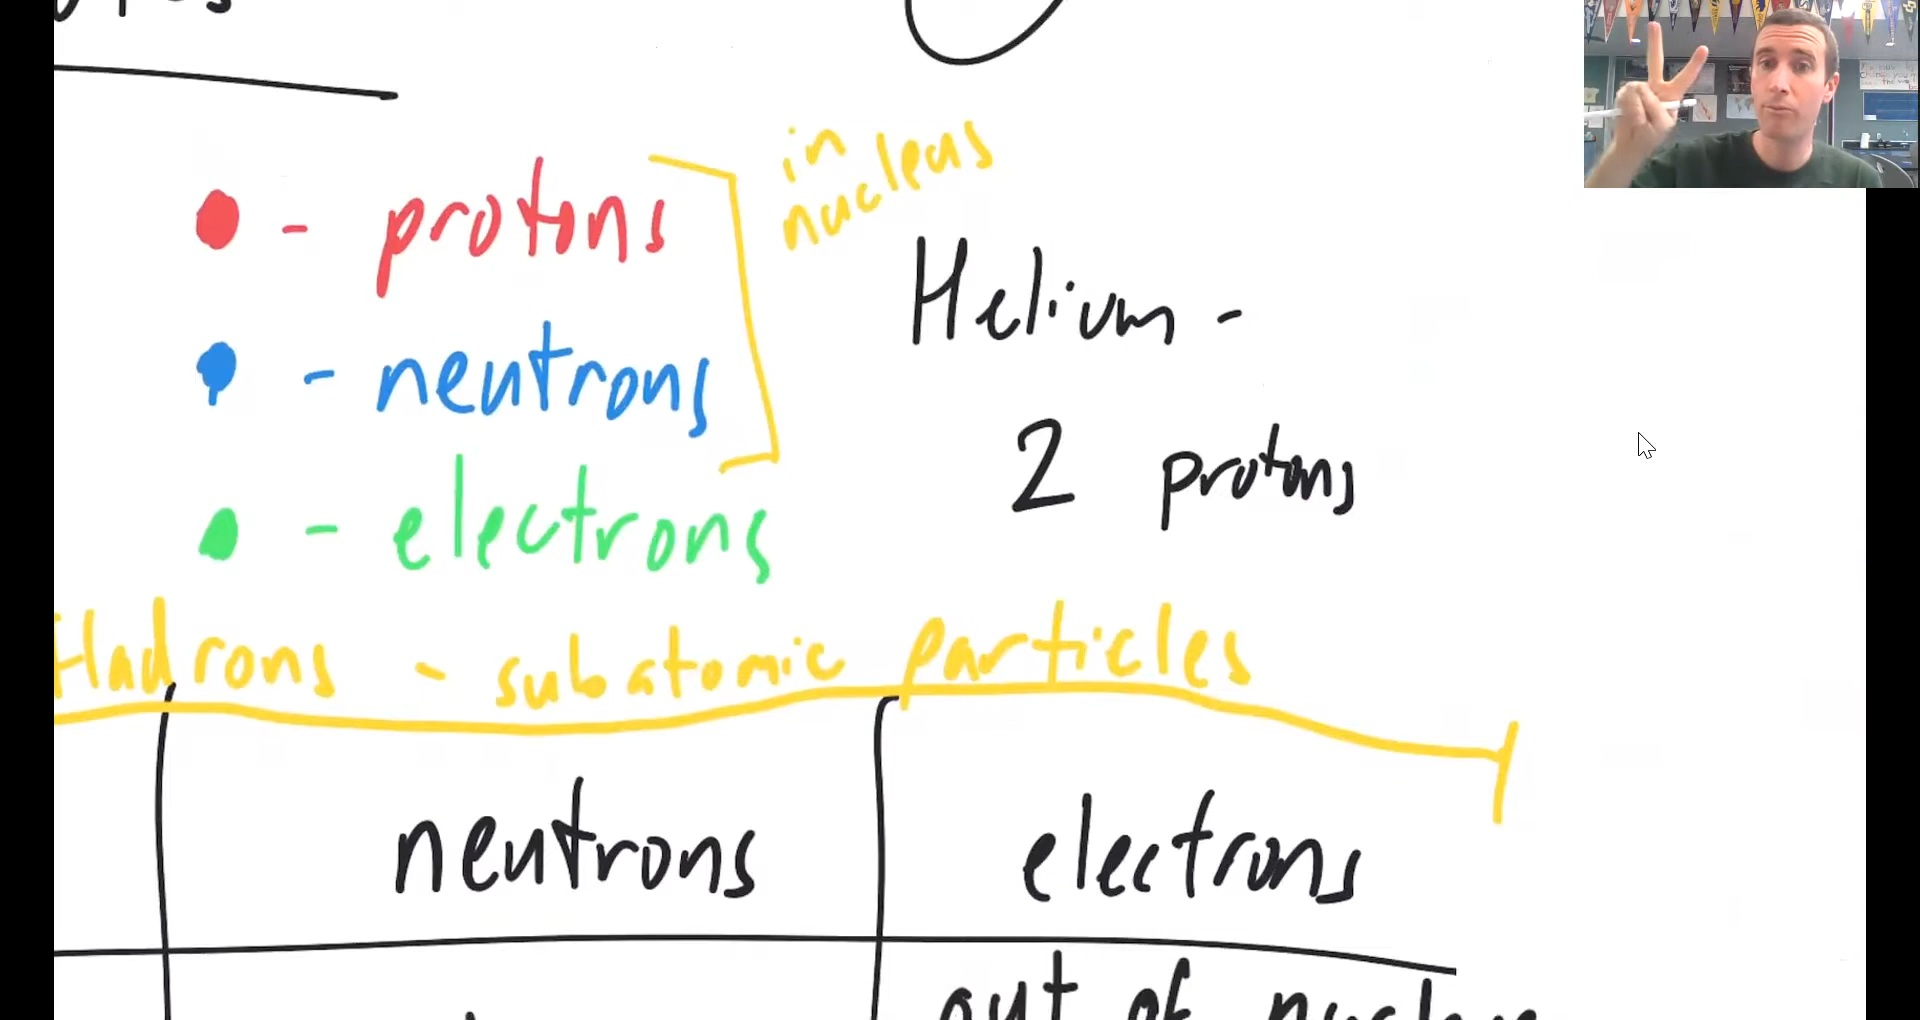 in
nucleus
- protons
Helium -
- neutrons
2 protons
- electrons
Hadrons - subatomic particles
neutrons
electrons
out of